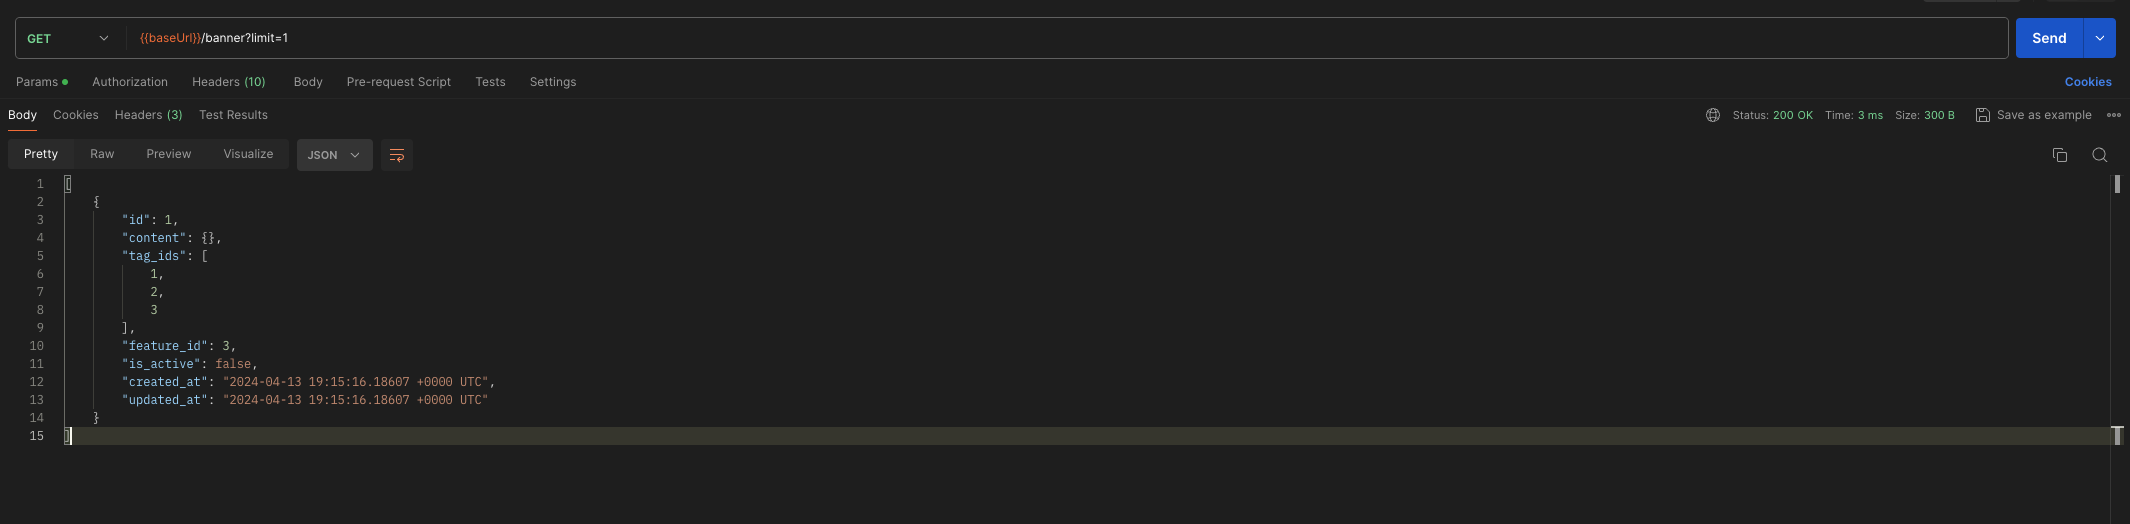 GET {{baseUrl}}/banner?limit=1 Send
Params Authorization Headers (10) Body Pre-request Script Tests Settings Cookies
Body Cookies Headers (3) Test Results Status: 200 OK Time: 3 ms Size: 300 B Save as example
Pretty Raw Preview Visualize JSON
1 [
2 {
3 "id": 1,
4 "content": {},
5 "tag_ids": [
6 1,
7 2,
8 3
9 ],
10 "feature_id": 3,
11 "is_active": false,
12 "created_at": "2024-04-13 19:15:16.18607 +0000 UTC",
13 "updated_at": "2024-04-13 19:15:16.18607 +0000 UTC"
14 }
15 ]